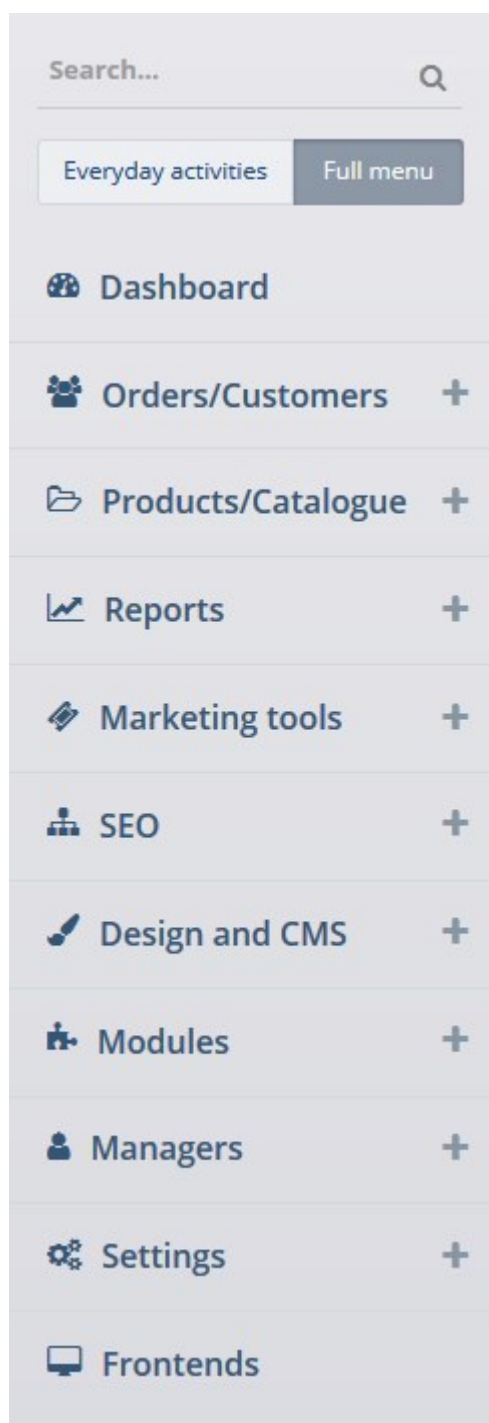 Search...
Everyday activities Full menu
Dashboard
Orders/Customers
Products/Catalogue
Reports
Marketing tools
SEO
Design and CMS
Modules
Managers
Settings
Frontends